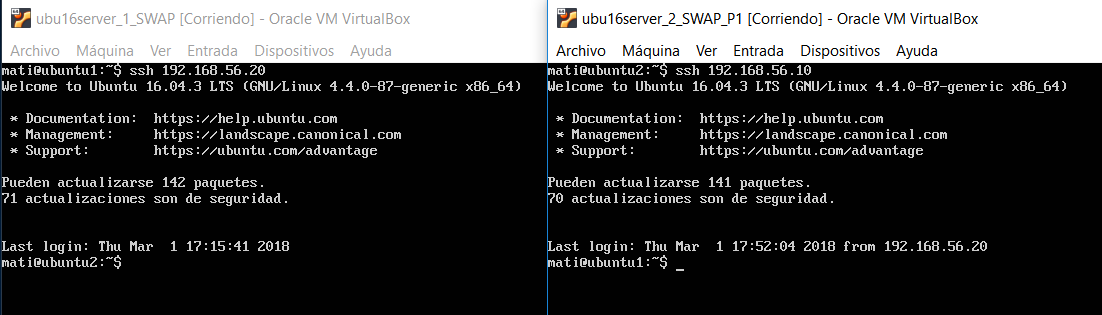 ubu16server_1_SWAP [Corriendo] - Oracle VM VirtualBox
Archivo Máquina Ver Entrada Dispositivos Ayuda
mati@ubuntu1:~$ ssh 192.168.56.20
Welcome to Ubuntu 16.04.3 LTS (GNU/Linux 4.4.0-87-generic x86_64)
* Documentation: https://help.ubuntu.com
* Management: https://landscape.canonical.com
* Support: https://ubuntu.com/advantage
Pueden actualizarse 142 paquetes.
71 actualizaciones son de seguridad.
Last login: Thu Mar 1 17:15:41 2018
mati@ubuntu2:~$
ubu16server_2_SWAP_P1 [Corriendo] - Oracle VM VirtualBox
Archivo Máquina Ver Entrada Dispositivos Ayuda
mati@ubuntu2:~$ ssh 192.168.56.10
Welcome to Ubuntu 16.04.3 LTS (GNU/Linux 4.4.0-87-generic x86_64)
* Documentation: https://help.ubuntu.com
* Management: https://landscape.canonical.com
* Support: https://ubuntu.com/advantage
Pueden actualizarse 141 paquetes.
70 actualizaciones son de seguridad.
Last login: Thu Mar 1 17:52:04 2018 from 192.168.56.20
mati@ubuntu1:~$ _